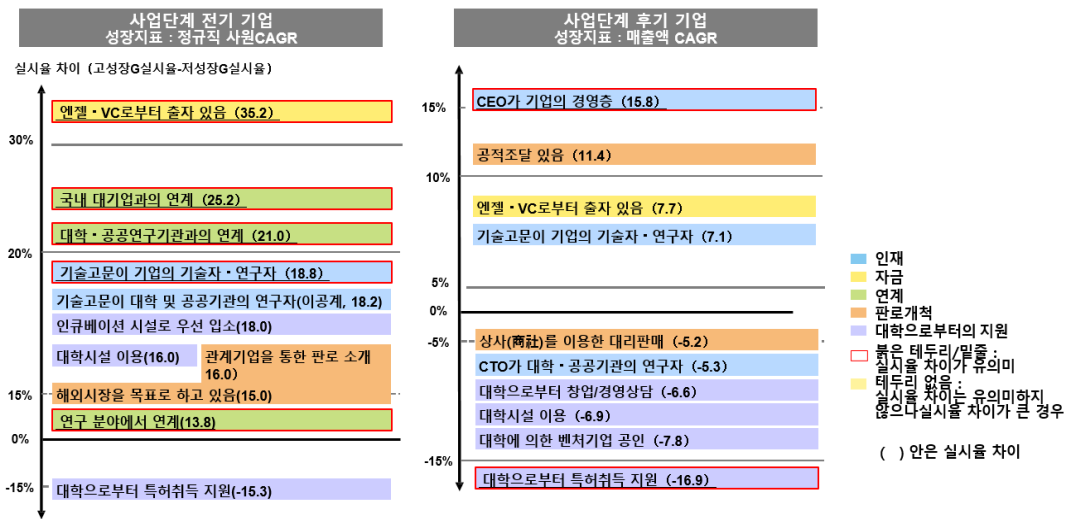 사업단계 전기 기업
성장지표 : 정규직 사원CAGR
실시율 차이 (고성장G실시율-저성장G실시율)
엔젤・VC로부터 출자 있음 (35.2)
30%
국내 대기업과의 연계 (25.2)
대학・공공연구기관과의 연계 (21.0)
20%
기술고문이 기업의 기술자・연구자 (18.8)
기술고문이 대학 및 공공기관의 연구자(이공계, 18.2)
인큐베이션 시설로 우선 입소(18.0)
대학시설 이용(16.0)
관계기업을 통한 판로 소개
16.0)
해외시장을 목표로 하고 있음(15.0)
15%
연구 분야에서 연계(13.8)
0%
-15%
대학으로부터 특허취득 지원(-15.3)
사업단계 후기 기업
성장지표 : 매출액 CAGR
15%
CEO가 기업의 경영층 (15.8)
공적조달 있음 (11.4)
10%
엔젤・VC로부터 출자 있음 (7.7)
기술고문이 기업의 기술자・연구자 (7.1)
5%
0%
-5%
상사(商社)를 이용한 대리판매 (-5.2)
CTO가 대학・공공기관의 연구자 (-5.3)
대학으로부터 창업/경영상담 (-6.6)
대학시설 이용 (-6.9)
대학에 의한 벤처기업 공인 (-7.8)
-15%
대학으로부터 특허취득 지원 (-16.9)
인재
자금
연계
판로개척
대학으로부터의 지원
붉은 테두리/밑줄 :
실시율 차이가 유의미
테두리 없음 :
실시율 차이는 유의미하지
않으나실시율 차이가 큰 경우
( ) 안은 실시율 차이